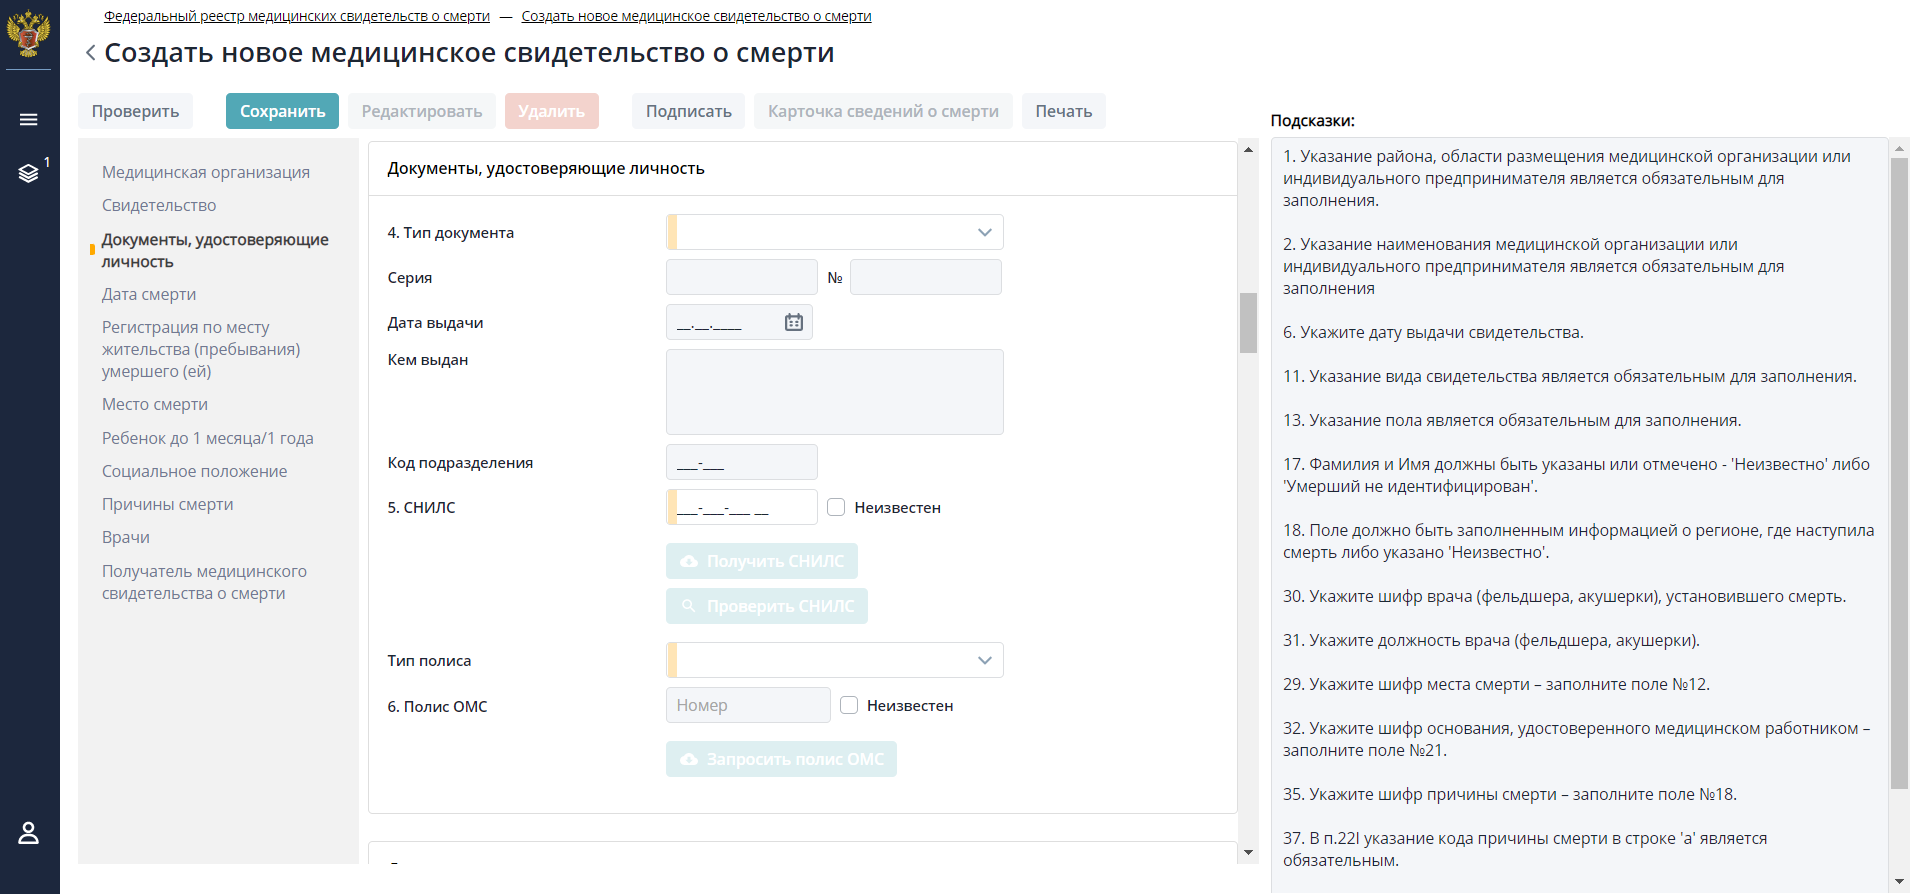 Федеральный реестр медицинских свидетельств о смерти — Создать новое медицинское свидетельство о смерти
Создать новое медицинское свидетельство о смерти
Проверить Сохранить Редактировать Удалить Подписать Карточка сведений о смерти Печать
1
Медицинская организация
Свидетельство
Документы, удостоверяющие
личность
Дата смерти
Регистрация по месту
жительства (пребывания)
умершего (ей)
Место смерти
Ребенок до 1 месяца/1 года
Социальное положение
Причины смерти
Врачи
Получатель медицинского
свидетельства о смерти
Документы, удостоверяющие личность
4. Тип документа
Серия №
Дата выдачи __.__.____
Кем выдан
Код подразделения ___-___
5. СНИЛС ___-___-___ __ Неизвестен
Получить СНИЛС
Проверить СНИЛС
Тип полиса
6. Полис ОМС Номер Неизвестен
Запросить полис ОМС
Подсказки:
1. Указание района, области размещения медицинской организации или
индивидуального предпринимателя является обязательным для
заполнения.
2. Указание наименования медицинской организации или
индивидуального предпринимателя является обязательным для
заполнения
6. Укажите дату выдачи свидетельства.
11. Указание вида свидетельства является обязательным для заполнения.
13. Указание пола является обязательным для заполнения.
17. Фамилия и Имя должны быть указаны или отмечено - 'Неизвестно' либо
'Умерший не идентифицирован'.
18. Поле должно быть заполненным информацией о регионе, где наступила
смерть либо указано 'Неизвестно'.
30. Укажите шифр врача (фельдшера, акушерки), установившего смерть.
31. Укажите должность врача (фельдшера, акушерки).
29. Укажите шифр места смерти – заполните поле №12.
32. Укажите шифр основания, удостоверенного медицинском работником –
заполните поле №21.
35. Укажите шифр причины смерти – заполните поле №18.
37. В п.22I указание кода причины смерти в строке 'а' является
обязательным.